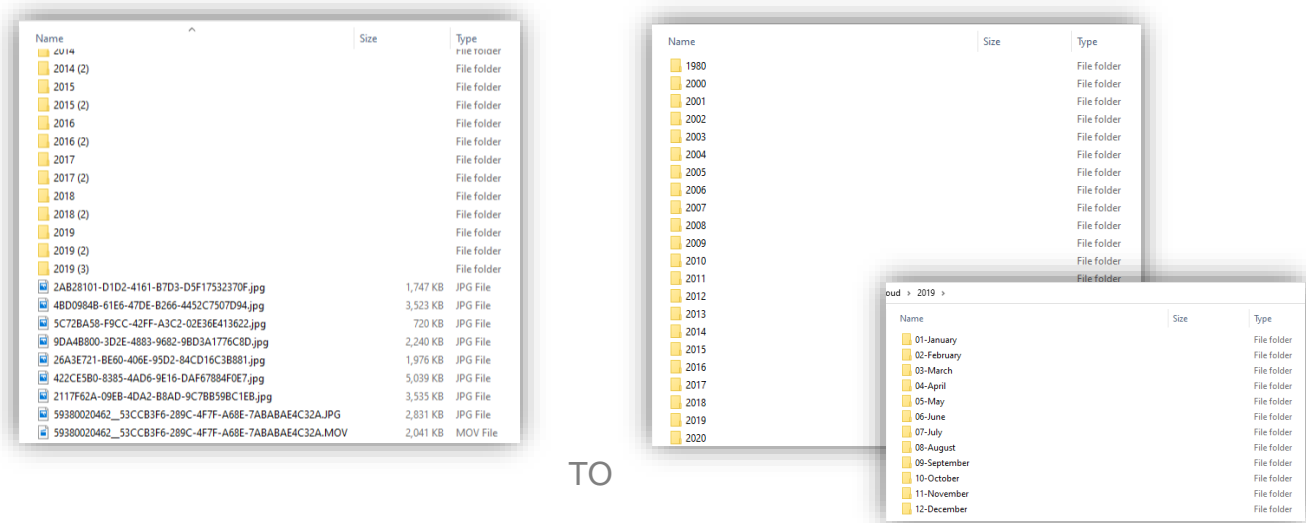 Name Size Type
2014 File folder
2014 (2) File folder
2015 File folder
2015 (2) File folder
2016 File folder
2016 (2) File folder
2017 File folder
2017 (2) File folder
2018 File folder
2018 (2) File folder
2019 File folder
2019 (2) File folder
2019 (3) File folder
2AB28101-D1D2-4161-B7D3-D5F17532370F.jpg 1,747 KB JPG File
4BD0984B-61E6-47DE-B266-4452C7507D94.jpg 3,523 KB JPG File
5C72BA58-F9CC-42FF-A3C2-02E36E413622.jpg 720 KB JPG File
9DA4B800-3D2E-4883-9682-9BD3A1776C8D.jpg 2,240 KB JPG File
26A3E721-BE60-406E-95D2-84CD16C3B881.jpg 1,976 KB JPG File
422CE5B0-8385-4AD6-9E16-DAF67884F0E7.jpg 5,039 KB JPG File
2117F62A-09EB-4DA2-B8AD-9C7BB59BC1EB.jpg 3,535 KB JPG File
59380020462__53CCB3F6-289C-4F7F-A68E-7ABABAE4C32A.JPG 2,831 KB JPG File
59380020462__53CCB3F6-289C-4F7F-A68E-7ABABAE4C32A.MOV 2,041 KB MOV File
TO
Name Size Type
1980 File folder
2000 File folder
2001 File folder
2002 File folder
2003 File folder
2004 File folder
2005 File folder
2006 File folder
2007 File folder
2008 File folder
2009 File folder
2010 File folder
2011 File folder
2012
2013
2014
2015
2016
2017
2018
2019
2020
oud > 2019 >
Name Size Type
01-January File folder
02-February File folder
03-March File folder
04-April File folder
05-May File folder
06-June File folder
07-July File folder
08-August File folder
09-September File folder
10-October File folder
11-November File folder
12-December File folder